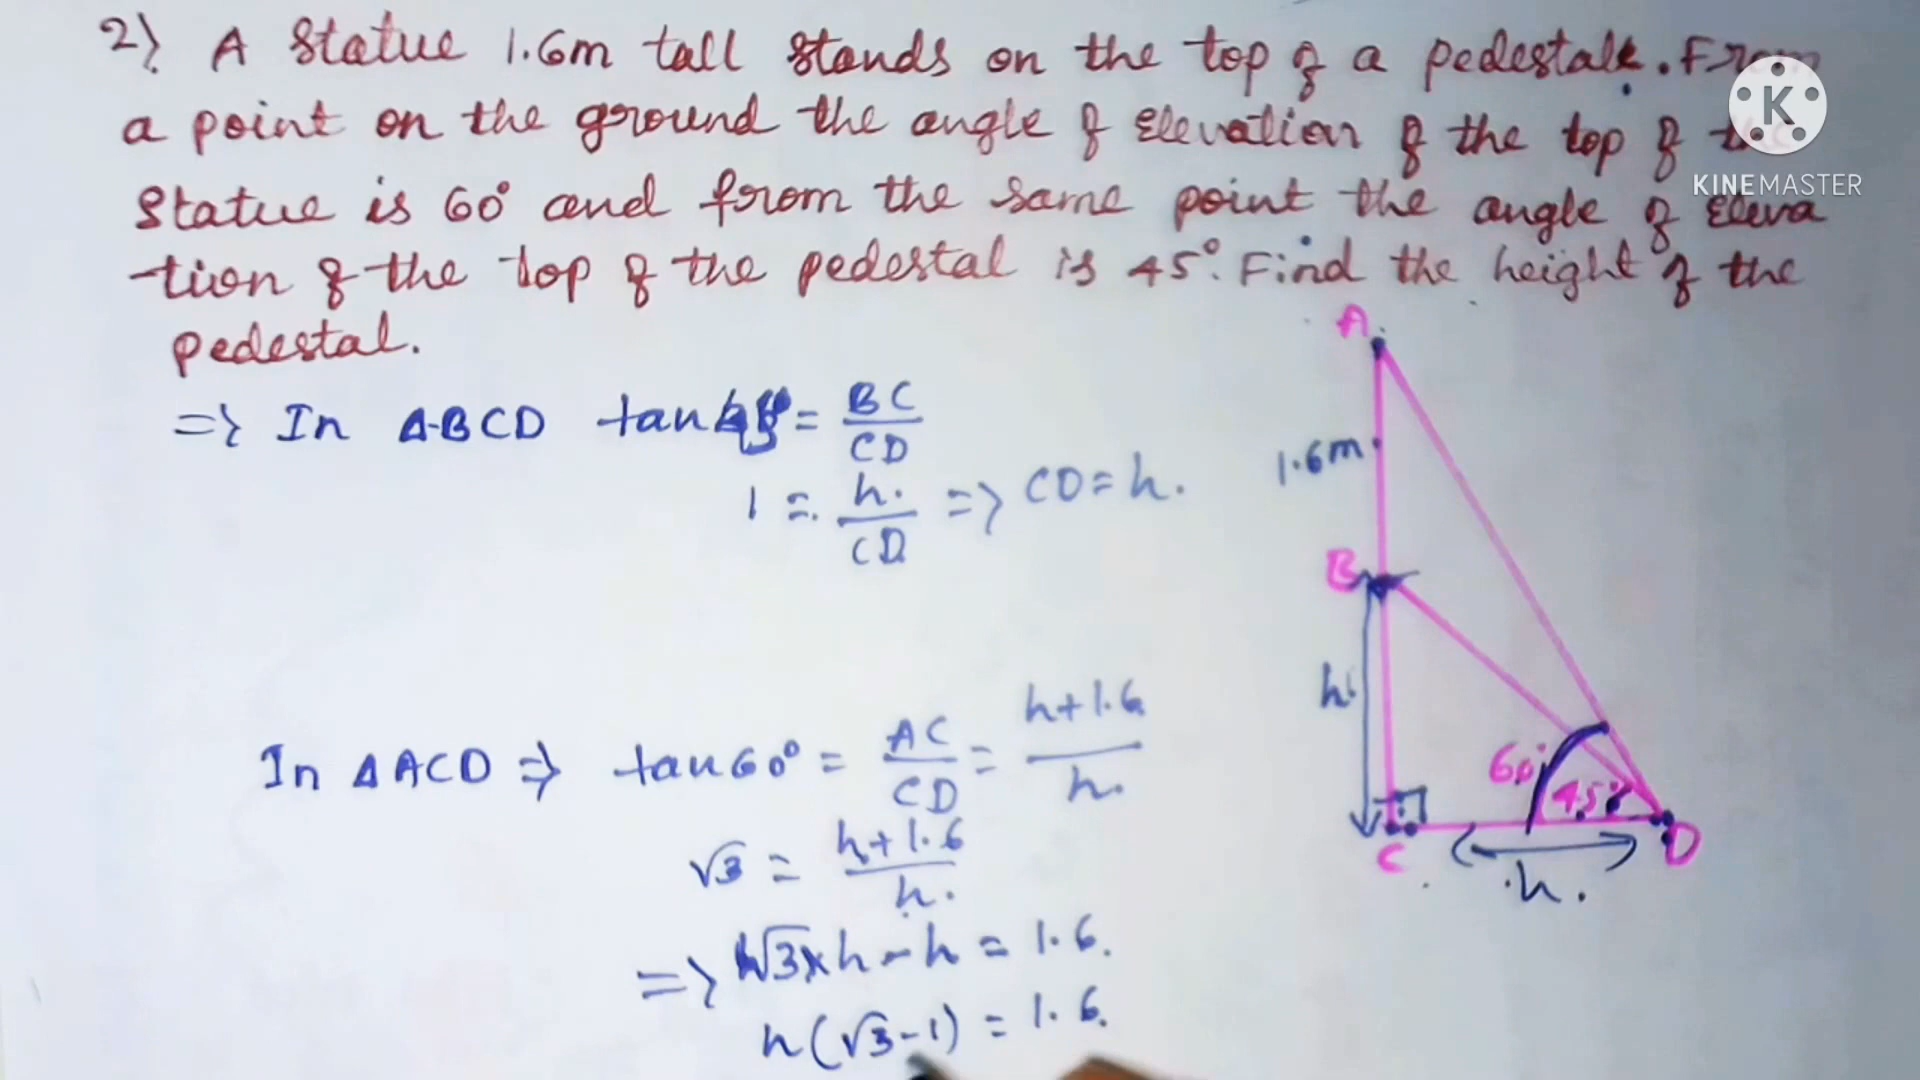 2) A Statue 1.6m tall stands on the top of a pedestale. From
a point on the ground the angle of Elevation of the top of the
Statue is 60° and from the same point the angle of Eleva
-tion of the top of the pedestal is 45°. Find the height of the
pedestal.
K
KINEMASTER
=> In ΔBCD tan45° = BC/CD
1 = h/CD => CD = h.
In ΔACD => tan60° = AC/CD = h+1.6/h.
√3 = h+1.6/h.
=> √3 x h - h = 1.6.
h(√3-1) = 1.6.
A
1.6m
B
h
60°
45°
C
D
h.